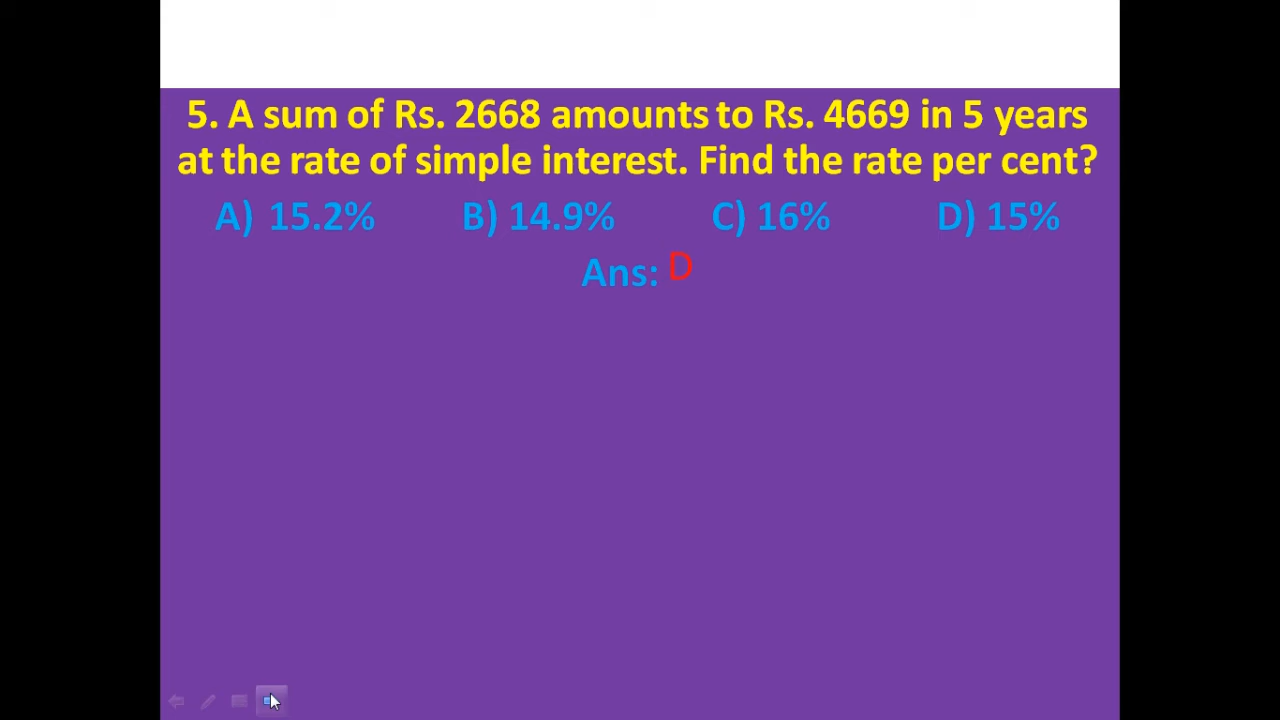 5. A sum of Rs. 2668 amounts to Rs. 4669 in 5 years
at the rate of simple interest. Find the rate per cent?
A) 15.2% B) 14.9% C) 16% D) 15%
Ans: D